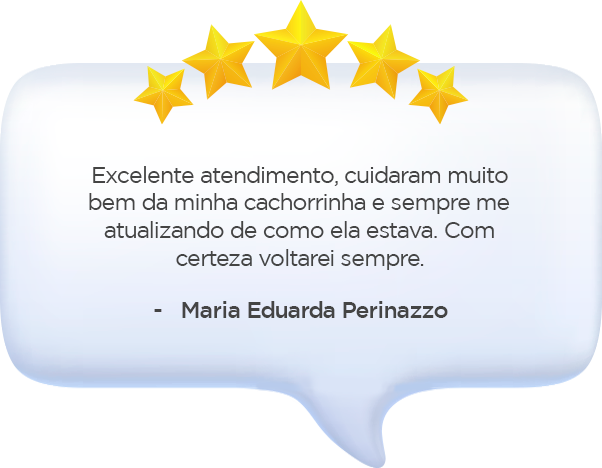 Excelente atendimento, cuidaram muito
bem da minha cachorrinha e sempre me
atualizando de como ela estava. Com
certeza voltarei sempre.
- Maria Eduarda Perinazzo